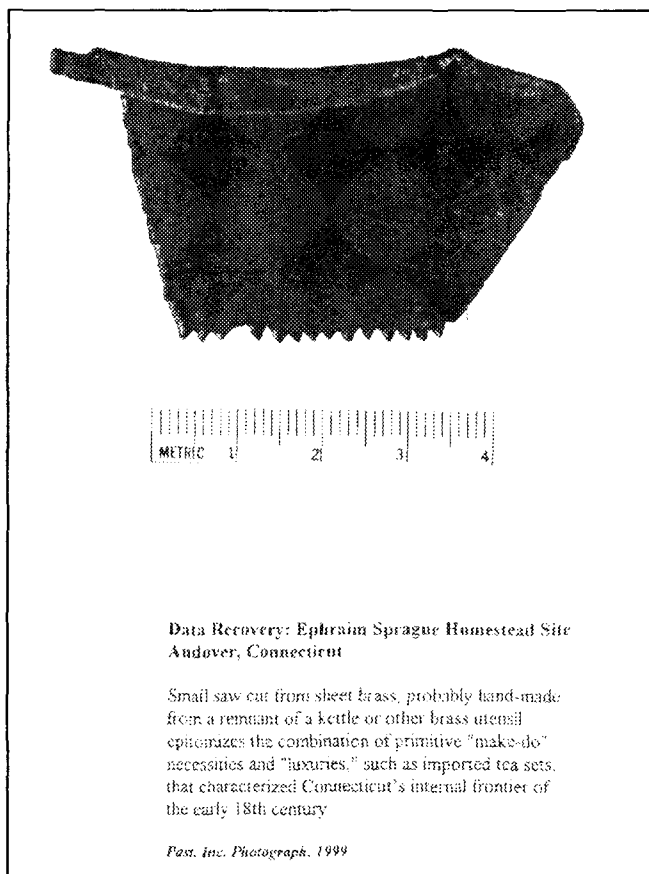 METRIC 1 2 3 4
Data Recovery: Ephraim Sprague Homestead Site
Andover, Connecticut
Small saw cut from sheet brass, probably hand-made
from a remnant of a kettle or other brass utensil
epitomizes the combination of primitive "make-do"
necessities and "luxuries," such as imported tea sets,
that characterized Connecticut's internal frontier of
the early 18th century
Past, Inc. Photograph, 1999